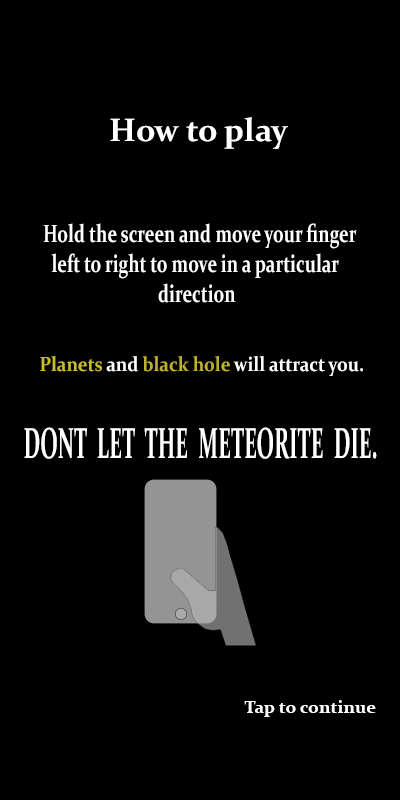 How to play
Hold the screen and move your finger
left to right to move in a particular
direction
Planets and black hole will attract you.
DONT LET THE METEORITE DIE.
Tap to continue